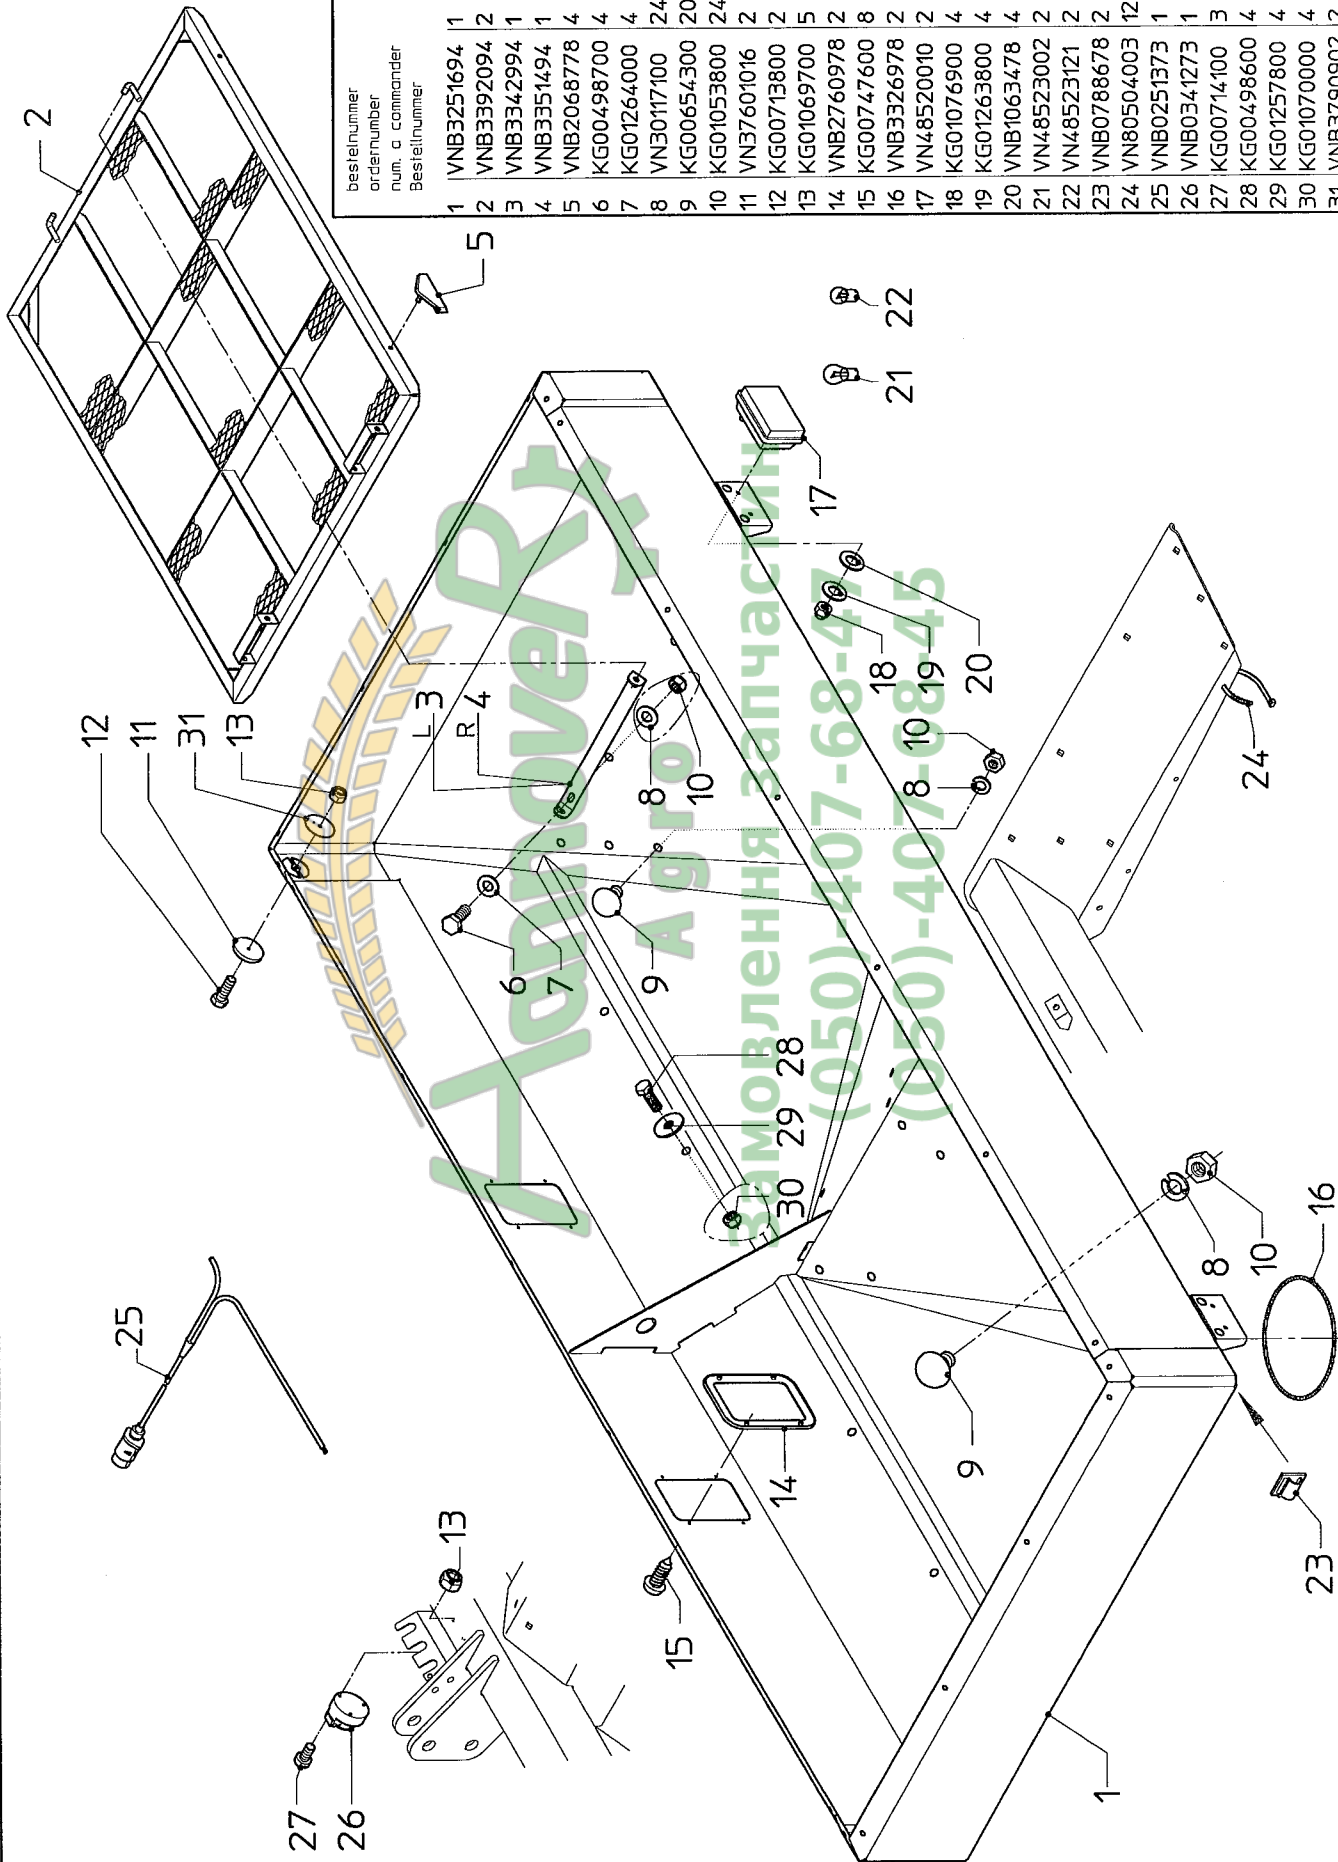 bestelnummer
ordernumber
num. a commander
Bestellnummer
1 VNB3251694 1
2 VNB3392094 2
3 VNB3342994 1
4 VNB3351494 1
5 VNB2068778 4
6 KG00498700 4
7 KG01264000 4
8 VN30117100 24
9 KG00654300 20
10 KG01053800 24
11 VN37601016 2
12 KG00713800 2
13 KG01069700 5
14 VNB2760978 2
15 KG00747600 8
16 VNB3326978 2
17 VN48520010 2
18 KG01076900 4
19 KG01263800 4
20 VNB1063478 4
21 VN48523002 2
22 VN48523121 2
23 VNB0788678 2
24 VN80504003 12
25 VNB0251373 1
26 VNB0341273 1
27 KG00714100 3
28 KG00498600 4
29 KG01257800 4
30 KG01070000 4
31 VNB3790902 2
2
5
12
11
31
13
L 3
R 4
22
21
17
8
10
18
19
20
6
7
9
10
8
24
28
29
30
25
14
9
8
10
16
13
15
23
27
26
1
HannoveR
Agro
Замовлення запчастин
(050)-407-68-47
(050)-407-68-45